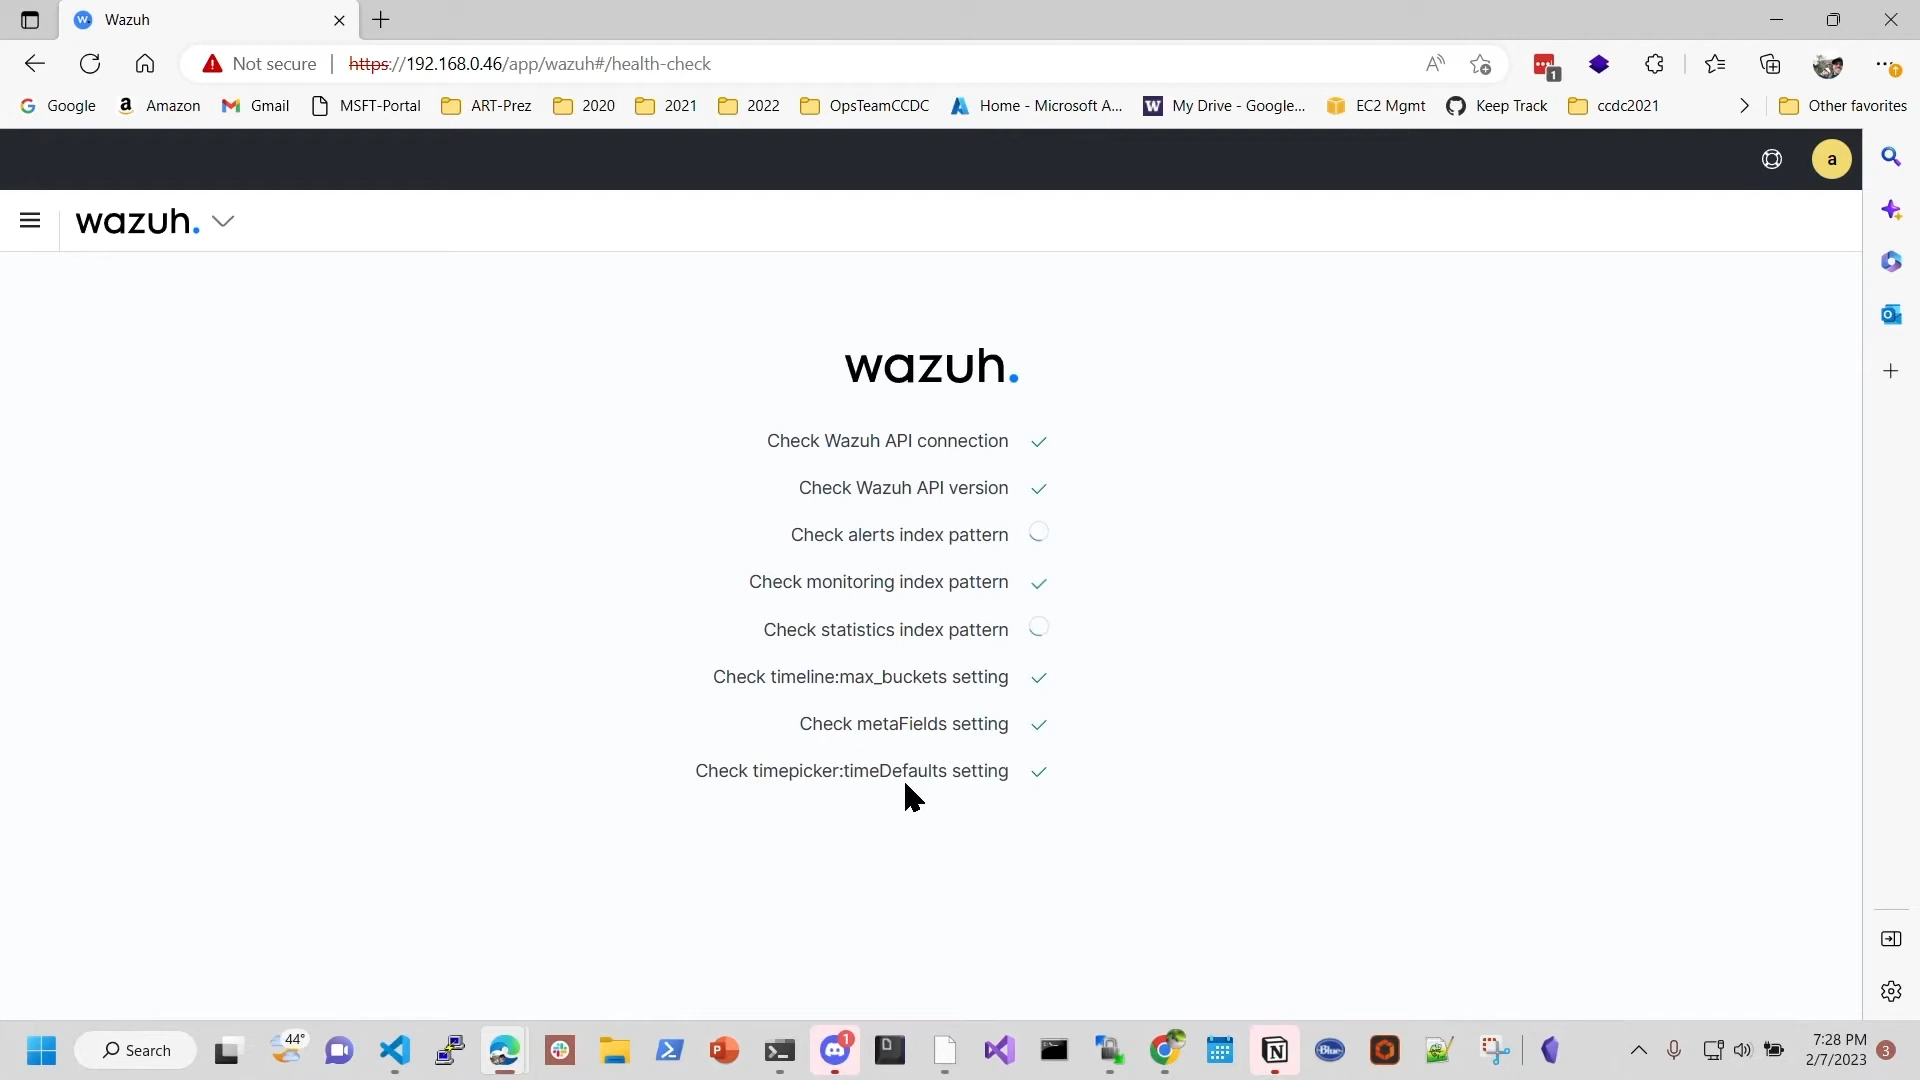 Wazuh
Not secure | https://192.168.0.46/app/wazuh#/health-check
1
Google Amazon Gmail MSFT-Portal ART-Prez 2020 2021 2022 OpsTeamCCDC Home - Microsoft A... My Drive - Google... EC2 Mgmt Keep Track ccdc2021 Other favorites
a
wazuh.
wazuh.
Check Wazuh API connection
Check Wazuh API version
Check alerts index pattern
Check monitoring index pattern
Check statistics index pattern
Check timeline:max_buckets setting
Check metaFields setting
Check timepicker:timeDefaults setting
Search 44° 1 Blue 7:28 PM
2/7/2023 3